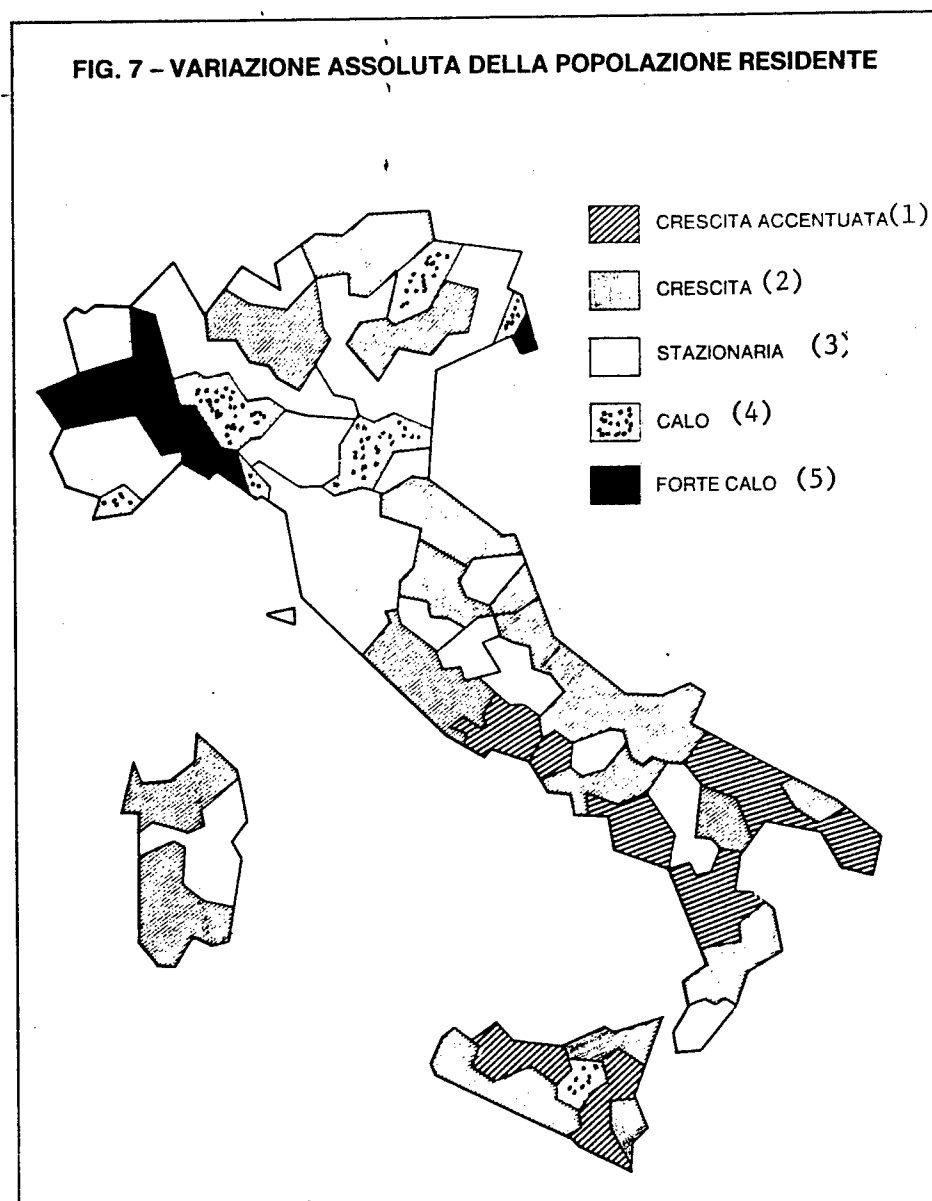 FIG. 7 – VARIAZIONE ASSOLUTA DELLA POPOLAZIONE RESIDENTE
CRESCITA ACCENTUATA (1)
CRESCITA (2)
STAZIONARIA (3)
CALO (4)
FORTE CALO (5)